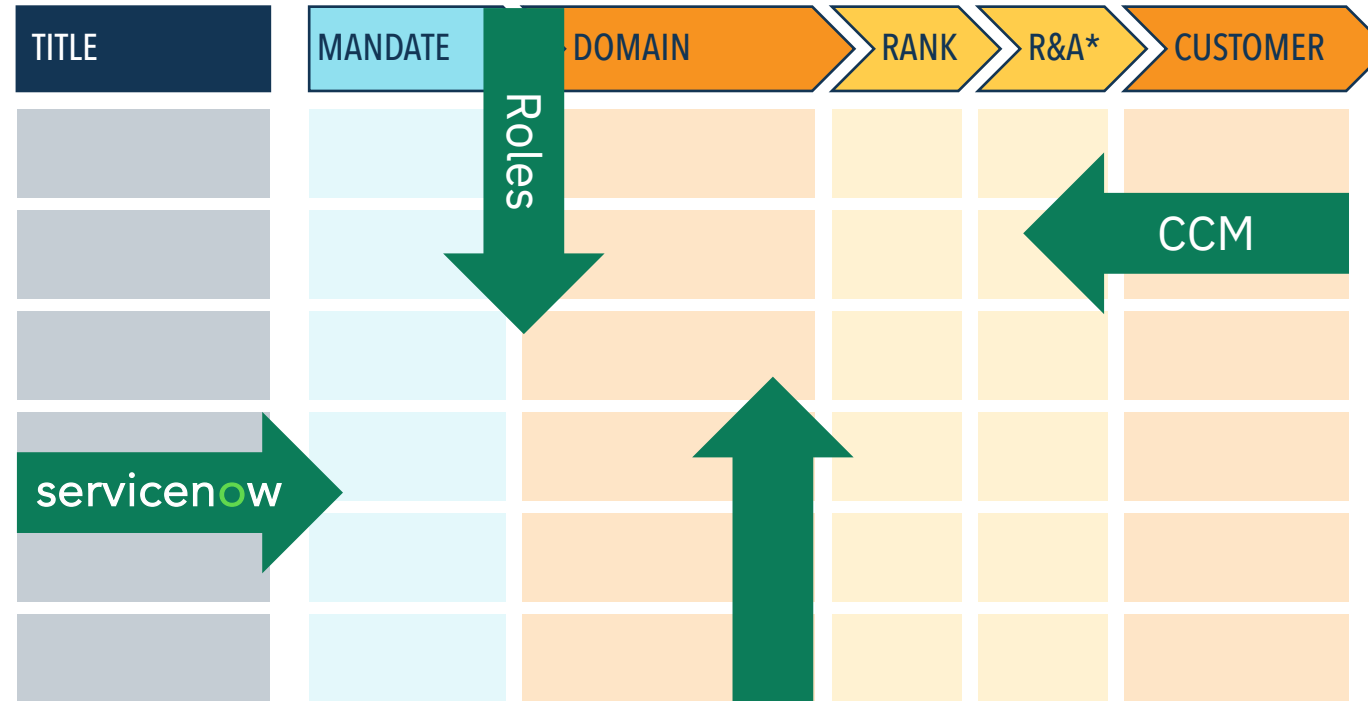 TITLE
MANDATE
DOMAIN
RANK
R&A*
CUSTOMER
Roles
CCM
servicenow